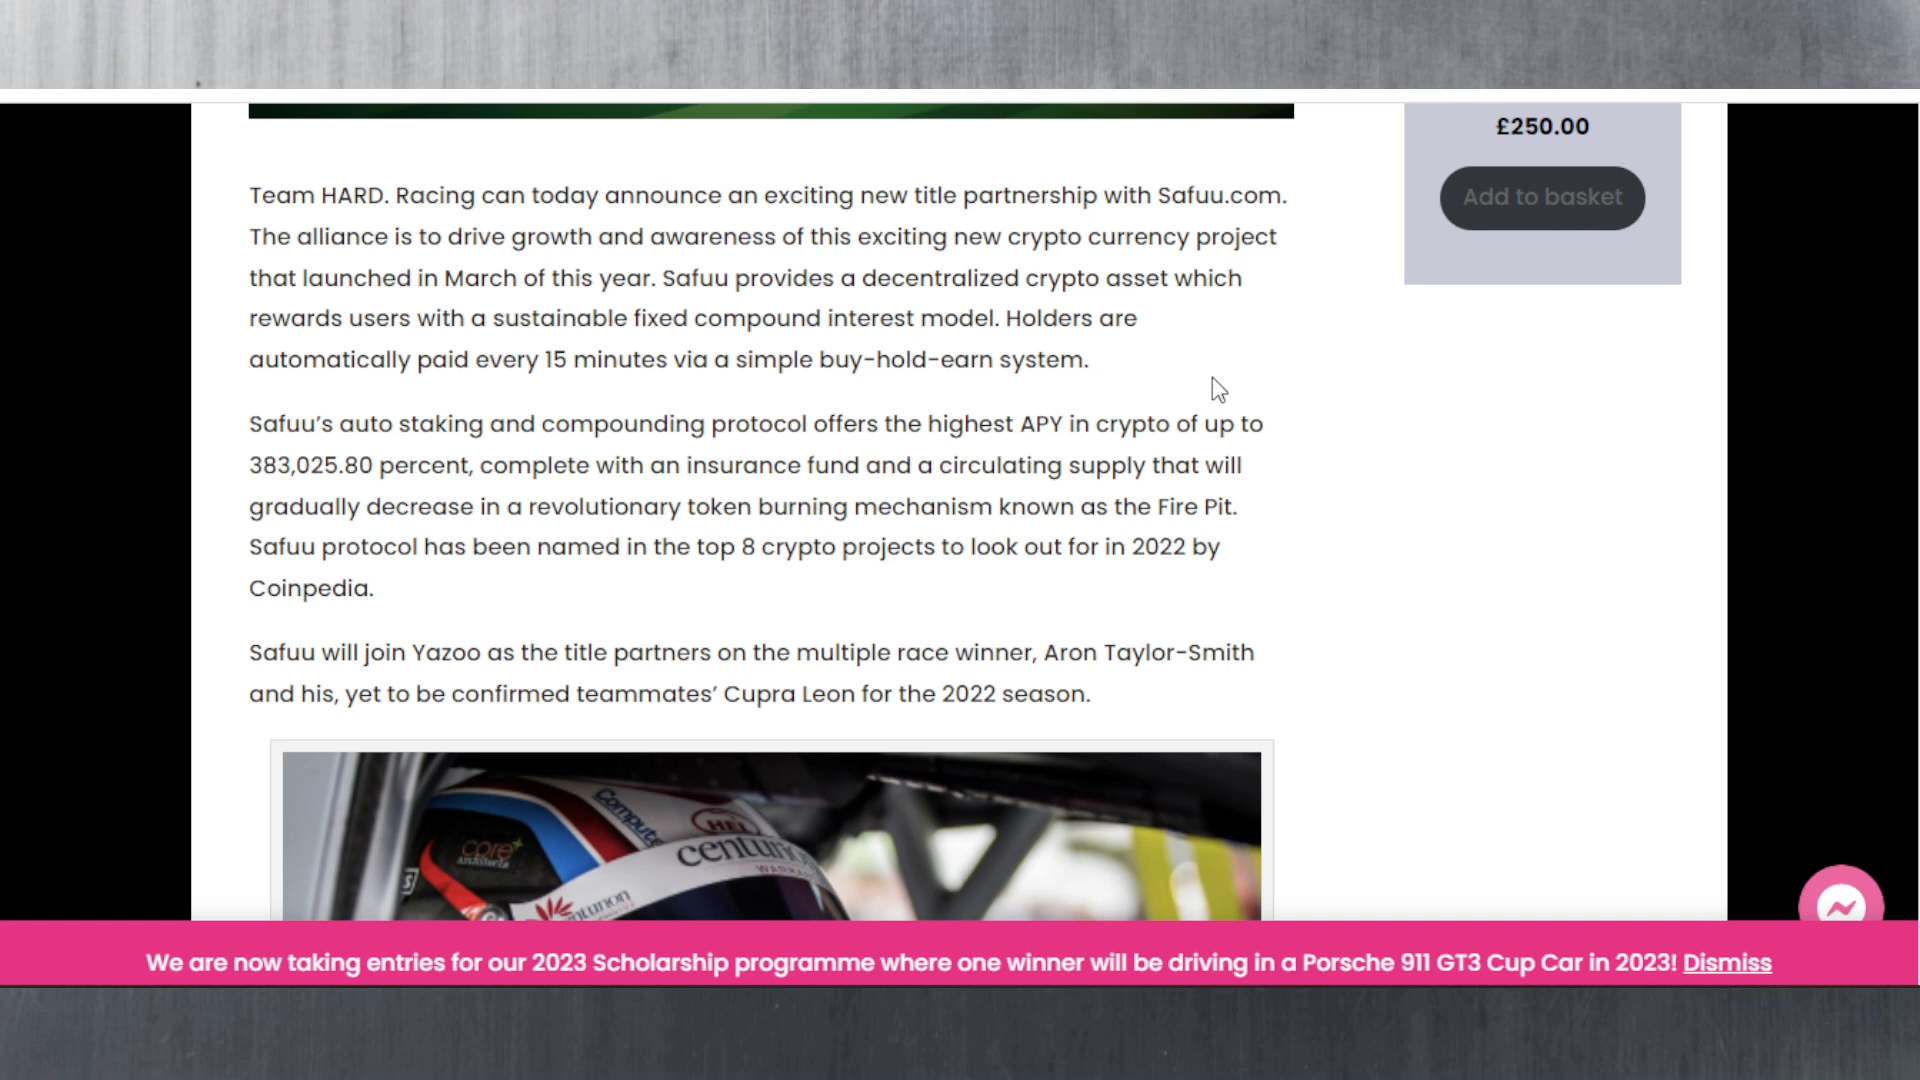 £250.00
Add to basket
Team HARD. Racing can today announce an exciting new title partnership with Safuu.com.
The alliance is to drive growth and awareness of this exciting new crypto currency project
that launched in March of this year. Safuu provides a decentralized crypto asset which
rewards users with a sustainable fixed compound interest model. Holders are
automatically paid every 15 minutes via a simple buy-hold-earn system.
Safuu’s auto staking and compounding protocol offers the highest APY in crypto of up to
383,025.80 percent, complete with an insurance fund and a circulating supply that will
gradually decrease in a revolutionary token burning mechanism known as the Fire Pit.
Safuu protocol has been named in the top 8 crypto projects to look out for in 2022 by
Coinpedia.
Safuu will join Yazoo as the title partners on the multiple race winner, Aron Taylor-Smith
and his, yet to be confirmed teammates’ Cupra Leon for the 2022 season.
HEL
core
We are now taking entries for our 2023 Scholarship programme where one winner will be driving in a Porsche 911 GT3 Cup Car in 2023! Dismiss